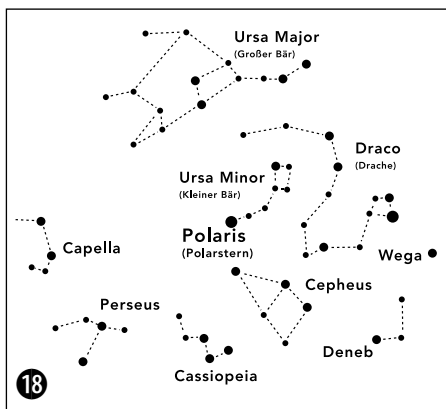 Ursa Major
(Großer Bär)
Draco
(Drache)
Ursa Minor
(Kleiner Bär)
Polaris
(Polarstern)
Capella
Wega
Cepheus
Perseus
Deneb
Cassiopeia
18